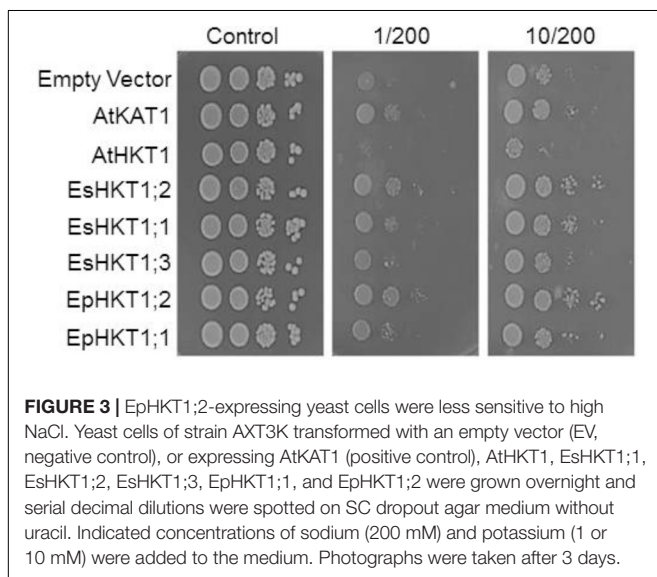 Control 1/200 10/200
Empty Vector
AtKAT1
AtHKT1
EsHKT1;2
EsHKT1;1
EsHKT1;3
EpHKT1;2
EpHKT1;1
FIGURE 3 | EpHKT1;2-expressing yeast cells were less sensitive to high
NaCl. Yeast cells of strain AXT3K transformed with an empty vector (EV,
negative control), or expressing AtKAT1 (positive control), AtHKT1, EsHKT1;1,
EsHKT1;2, EsHKT1;3, EpHKT1;1, and EpHKT1;2 were grown overnight and
serial decimal dilutions were spotted on SC dropout agar medium without
uracil. Indicated concentrations of sodium (200 mM) and potassium (1 or
10 mM) were added to the medium. Photographs were taken after 3 days.